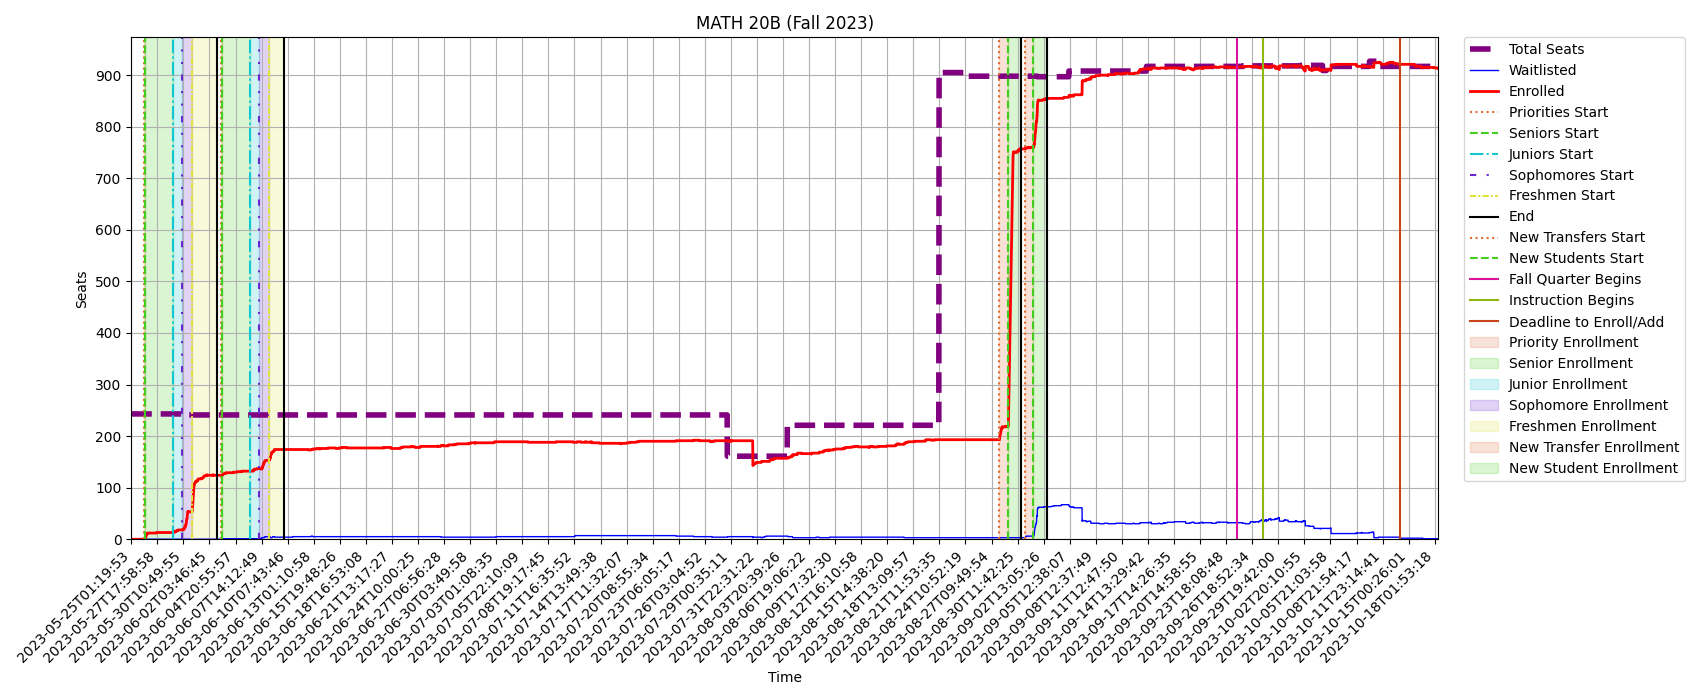 MATH 20B (Fall 2023)
Seats
900
800
700
600
500
400
300
200
100
0
2023-05-25T01:19:53
2023-05-27T17:58:58
2023-05-30T10:49:55
2023-06-02T03:46:45
2023-06-04T20:55:57
2023-06-07T14:12:49
2023-06-10T07:43:46
2023-06-13T01:10:58
2023-06-15T19:48:26
2023-06-18T16:53:08
2023-06-21T13:17:27
2023-06-24T11:00:25
2023-06-27T06:56:28
2023-06-30T03:49:58
2023-07-03T01:08:35
2023-07-05T22:10:09
2023-07-08T19:17:45
2023-07-11T16:35:52
2023-07-14T13:49:38
2023-07-17T11:32:07
2023-07-20T08:55:34
2023-07-23T06:05:17
2023-07-26T03:04:52
2023-07-29T00:35:11
2023-07-31T22:31:22
2023-08-03T20:39:26
2023-08-06T19:06:22
2023-08-09T17:32:30
2023-08-12T16:10:58
2023-08-15T14:38:20
2023-08-18T13:09:57
2023-08-21T11:53:35
2023-08-24T10:52:19
2023-08-27T09:49:54
2023-08-30T11:42:25
2023-09-02T13:05:26
2023-09-05T12:38:07
2023-09-08T12:37:49
2023-09-11T12:47:50
2023-09-14T13:29:42
2023-09-17T14:26:35
2023-09-20T14:58:55
2023-09-23T18:08:48
2023-09-26T18:52:34
2023-09-29T19:42:00
2023-10-02T20:10:55
2023-10-05T21:03:58
2023-10-08T21:54:17
2023-10-11T23:14:41
2023-10-15T00:26:01
2023-10-18T01:53:18
Time
Total Seats
Waitlisted
Enrolled
Priorities Start
Seniors Start
Juniors Start
Sophomores Start
Freshmen Start
End
New Transfers Start
New Students Start
Fall Quarter Begins
Instruction Begins
Deadline to Enroll/Add
Priority Enrollment
Senior Enrollment
Junior Enrollment
Sophomore Enrollment
Freshmen Enrollment
New Transfer Enrollment
New Student Enrollment